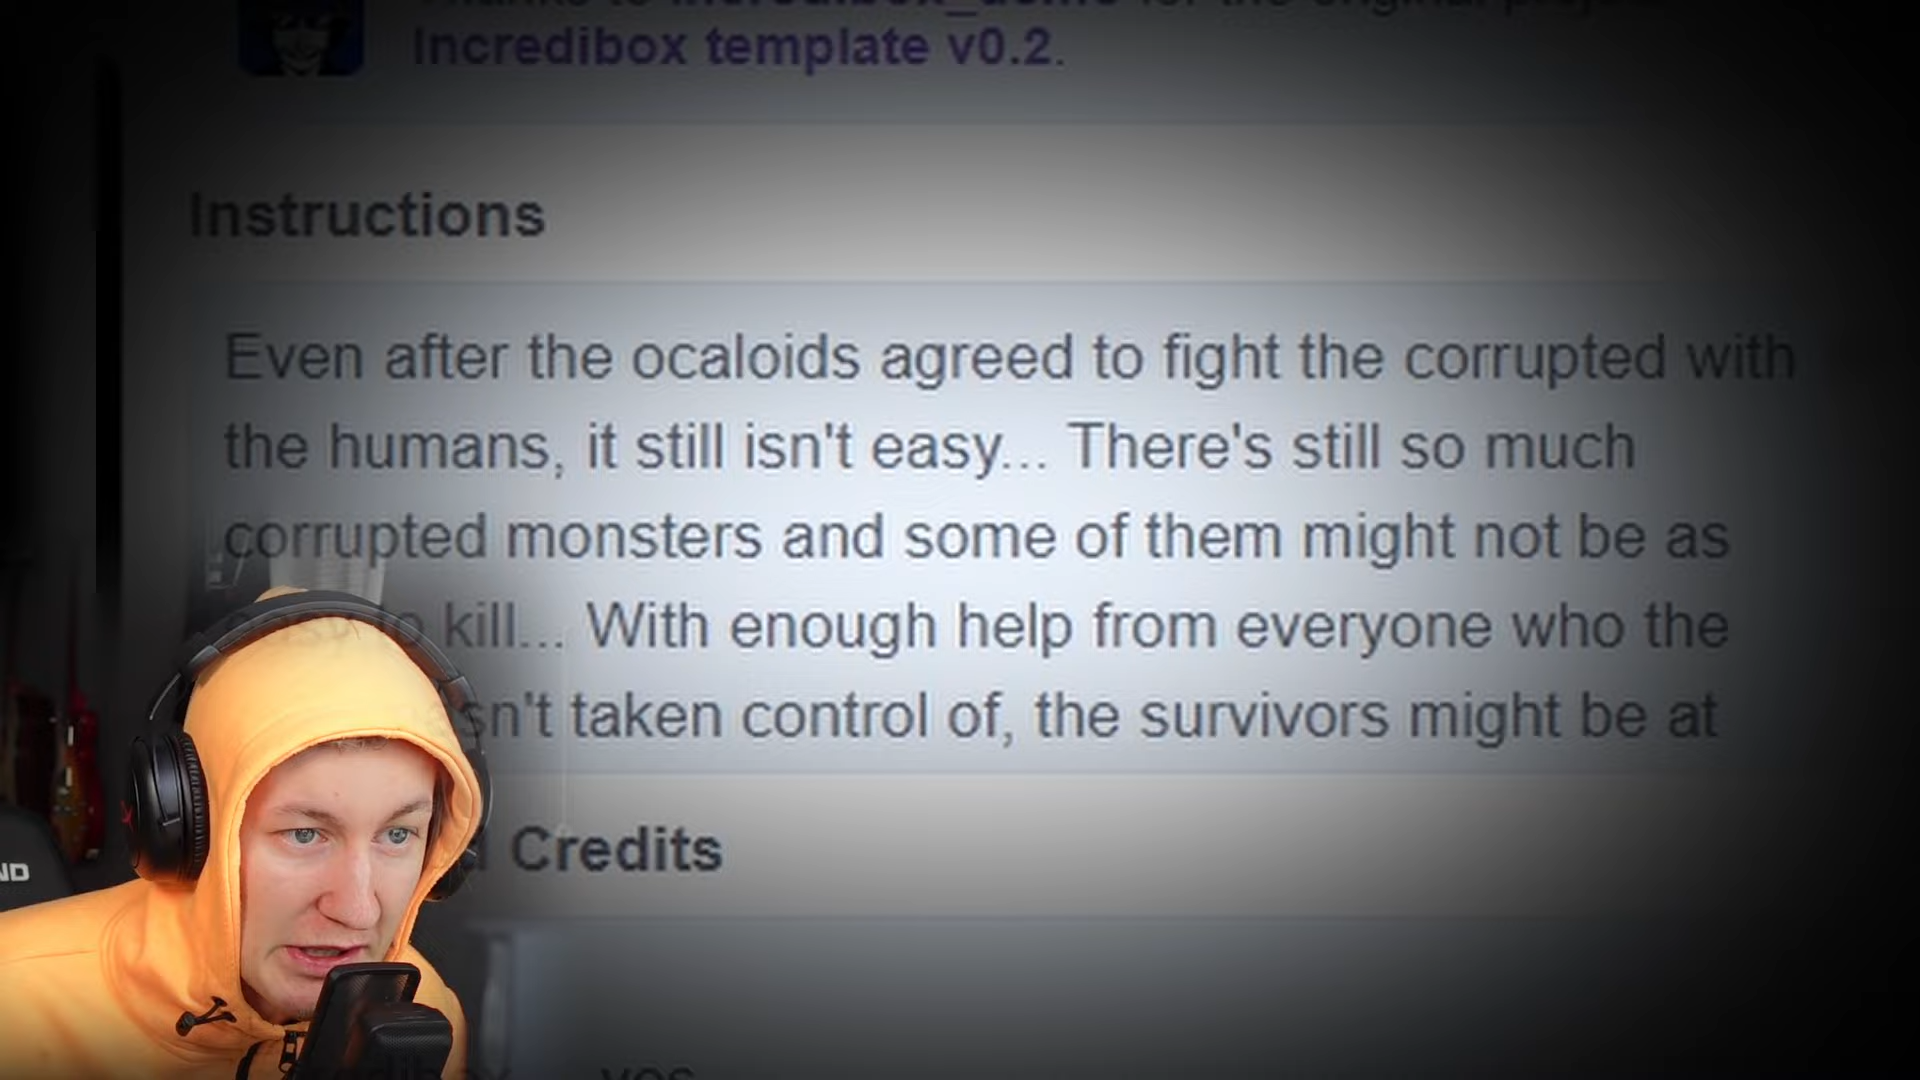 Incredibox template v0.2.
Instructions
Even after the ocaloids agreed to fight the corrupted with
the humans, it still isn't easy... There's still so much
corrupted monsters and some of them might not be as
kill... With enough help from everyone who the
taken control of, the survivors might be at
Credits
ND
yes